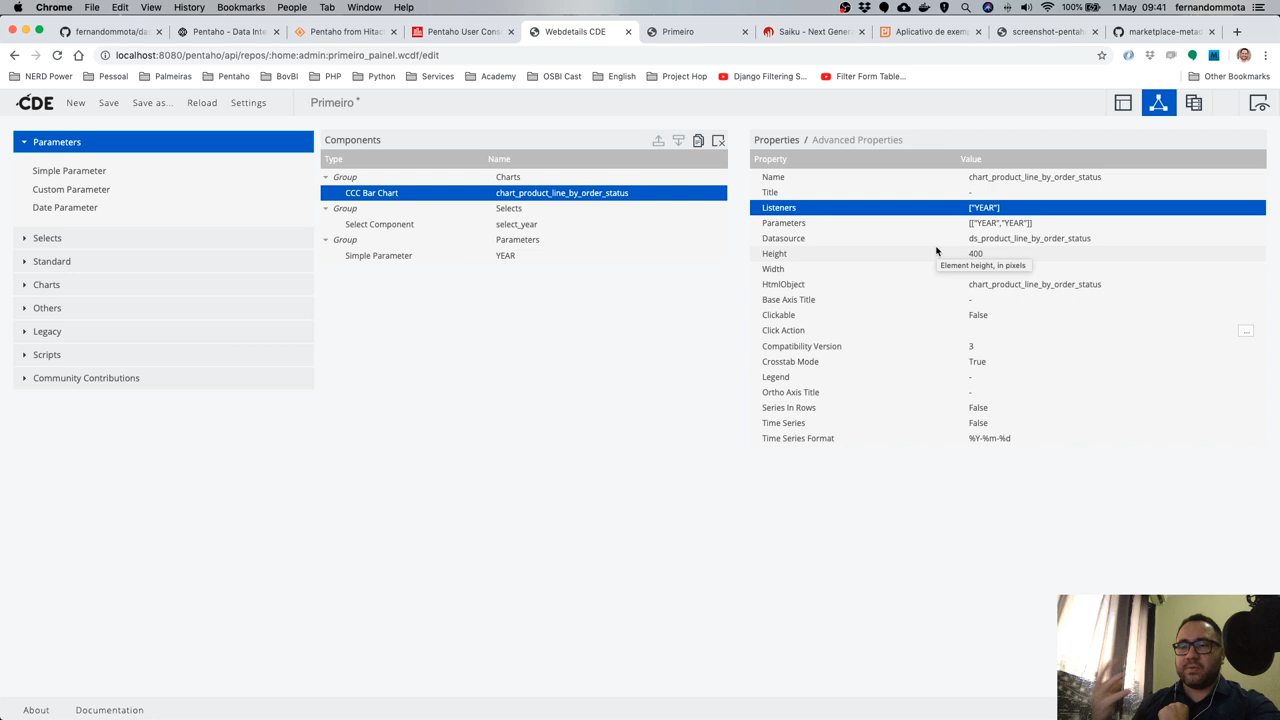 Chrome File Edit View History Bookmarks People Tab Window Help 100% 1 May 09:41 fernandommota
fernandommota/da Pentaho - Data Inte Pentaho from Hitac Pentaho User Cons Webdetails CDE Primeiro Saiku - Next Gener Aplicativo de exemp screenshot-pentah marketplace-metad
localhost:8080/pentaho/api/repos/:home:admin:primeiro_painel.wcdf/edit
NERD Power Pessoal Palmeiras Pentaho BovBI PHP Python Services Academy OSBI Cast English Project Hop Django Filtering S... Filter Form Table... Other Bookmarks
CDE New Save Save as... Reload Settings Primeiro *
Parameters
Simple Parameter
Custom Parameter
Date Parameter
Selects
Standard
Charts
Others
Legacy
Scripts
Community Contributions
Components
Type Name
Group Charts
CCC Bar Chart chart_product_line_by_order_status
Group Selects
Select Component select_year
Group Parameters
Simple Parameter YEAR
Properties / Advanced Properties
Property Value
Name chart_product_line_by_order_status
Title -
Listeners ["YEAR"]
Parameters [["YEAR","YEAR"]]
Datasource ds_product_line_by_order_status
Height 400
Element height, in pixels
Width
HtmlObject chart_product_line_by_order_status
Base Axis Title -
Clickable False
Click Action ...
Compatibility Version 3
Crosstab Mode True
Legend -
Ortho Axis Title -
Series In Rows False
Time Series False
Time Series Format %Y-%m-%d
About Documentation